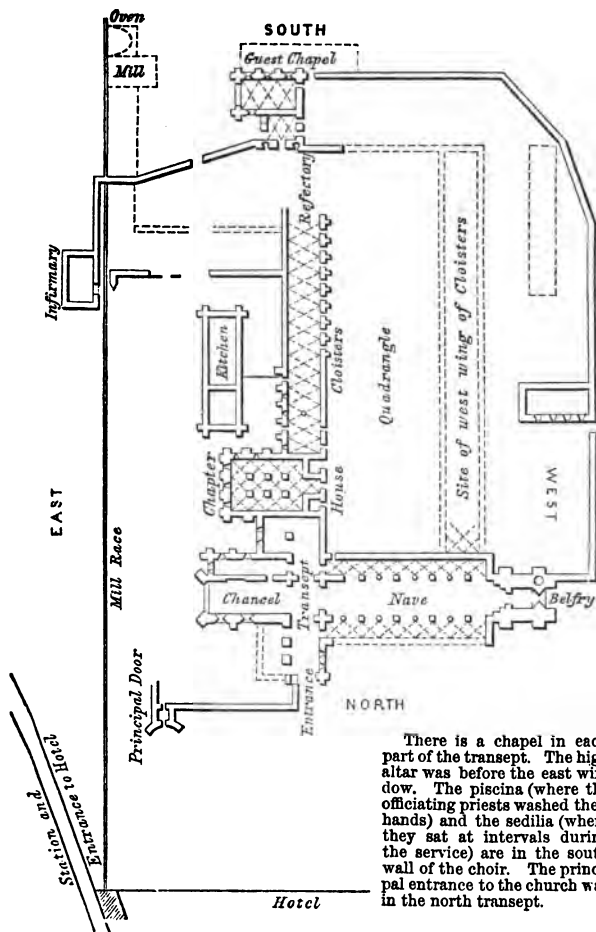 Oven
SOUTH
Guest Chapel
Mill
Refectory
Infirmary
Kitchen
Cloisters
Quadrangle
Site of west wing of Cloisters
WEST
EAST
Mill Race
Chapter
House
Chancel
Transept
Nave
Belfry
Principal Door
Entrance
NORTH
Station and
Entrance to Hotel
Hotel
There is a chapel in eac
part of the transept. The hig
altar was before the east win
dow. The piscina (where th
officiating priests washed the
hands) and the sedilia (wher
they sat at intervals durin
the service) are in the sout
wall of the choir. The princ
pal entrance to the church wa
in the north transept.